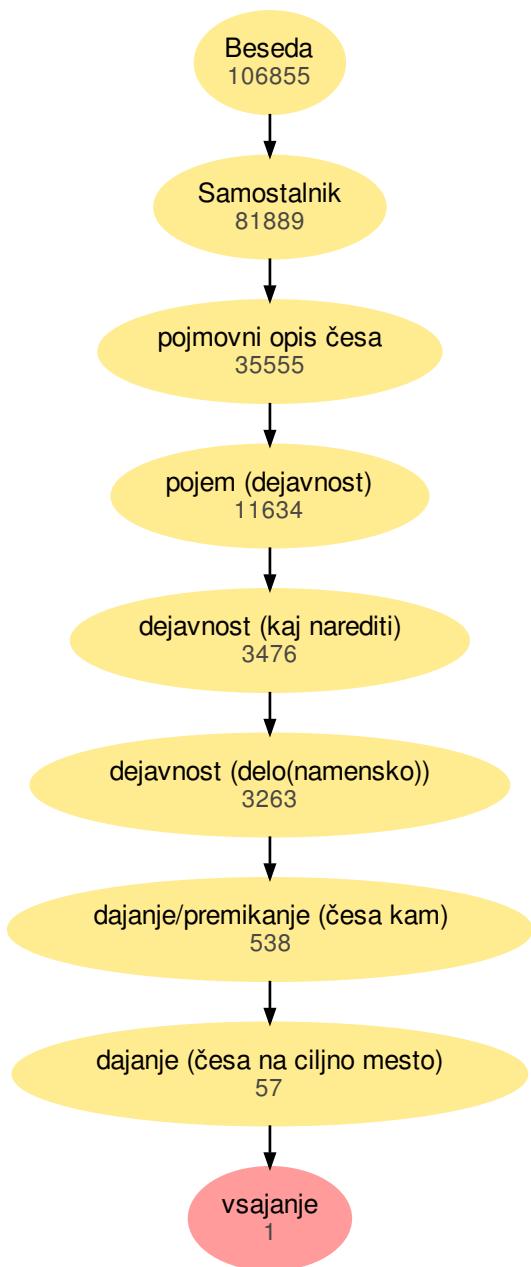 Beseda
106855
Samostalnik
81889
pojmovni opis česa
35555
pojem (dejavnost)
11634
dejavnost (kaj narediti)
3476
dejavnost (delo(namensko))
3263
dajanje/premikanje (česa kam)
538
dajanje (česa na ciljno mesto)
57
vsajanje
1